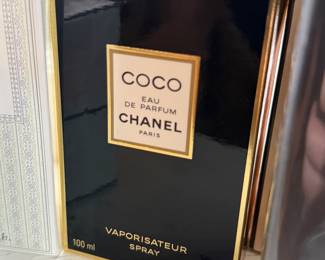 COCO
EAU
DE PARFUM
CHANEL
PARIS
VAPORISATEUR
SPRAY
100 ml